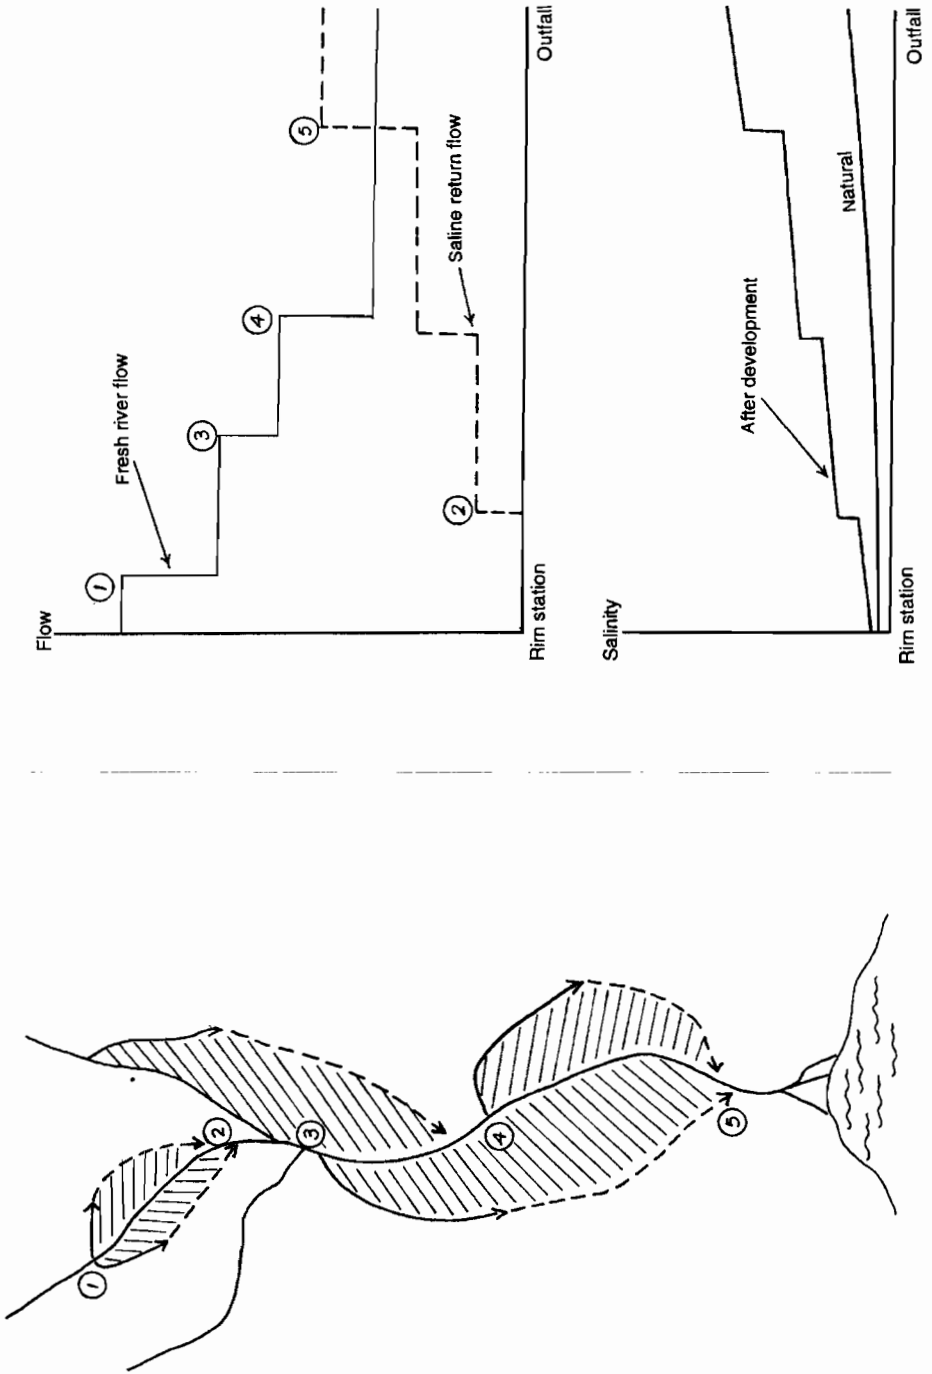 Flow
1
Fresh river flow
3
4
5
2
Saline return flow
Rim station
Outfall
Salinity
After development
Natural
Rim station
Outfall
1
2
3
4
5